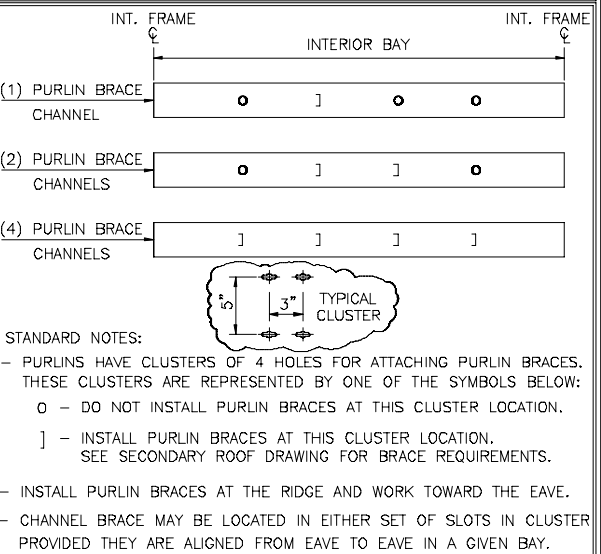 INT. FRAME
INT. FRAME
℄
℄
INTERIOR BAY
(1) PURLIN BRACE
CHANNEL
O ] O O
(2) PURLIN BRACE
CHANNELS
O ] ] O
(4) PURLIN BRACE
CHANNELS
] ] ] ]
5"
3"
TYPICAL
CLUSTER
STANDARD NOTES:
– PURLINS HAVE CLUSTERS OF 4 HOLES FOR ATTACHING PURLIN BRACES.
THESE CLUSTERS ARE REPRESENTED BY ONE OF THE SYMBOLS BELOW:
O – DO NOT INSTALL PURLIN BRACES AT THIS CLUSTER LOCATION.
] – INSTALL PURLIN BRACES AT THIS CLUSTER LOCATION.
SEE SECONDARY ROOF DRAWING FOR BRACE REQUIREMENTS.
– INSTALL PURLIN BRACES AT THE RIDGE AND WORK TOWARD THE EAVE.
– CHANNEL BRACE MAY BE LOCATED IN EITHER SET OF SLOTS IN CLUSTER
PROVIDED THEY ARE ALIGNED FROM EAVE TO EAVE IN A GIVEN BAY.